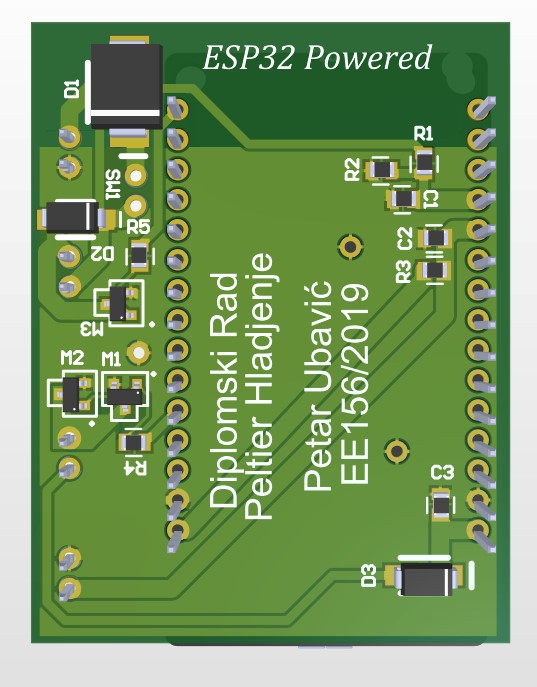 ESP32 Powered
D1
R1
R2
SW1
C1
R5
C2
D2
R3
M3
M2
M1
R4
Diplomski Rad
Peltier Hladjenje
Petar Ubavić
EE156/2019
C3
D3